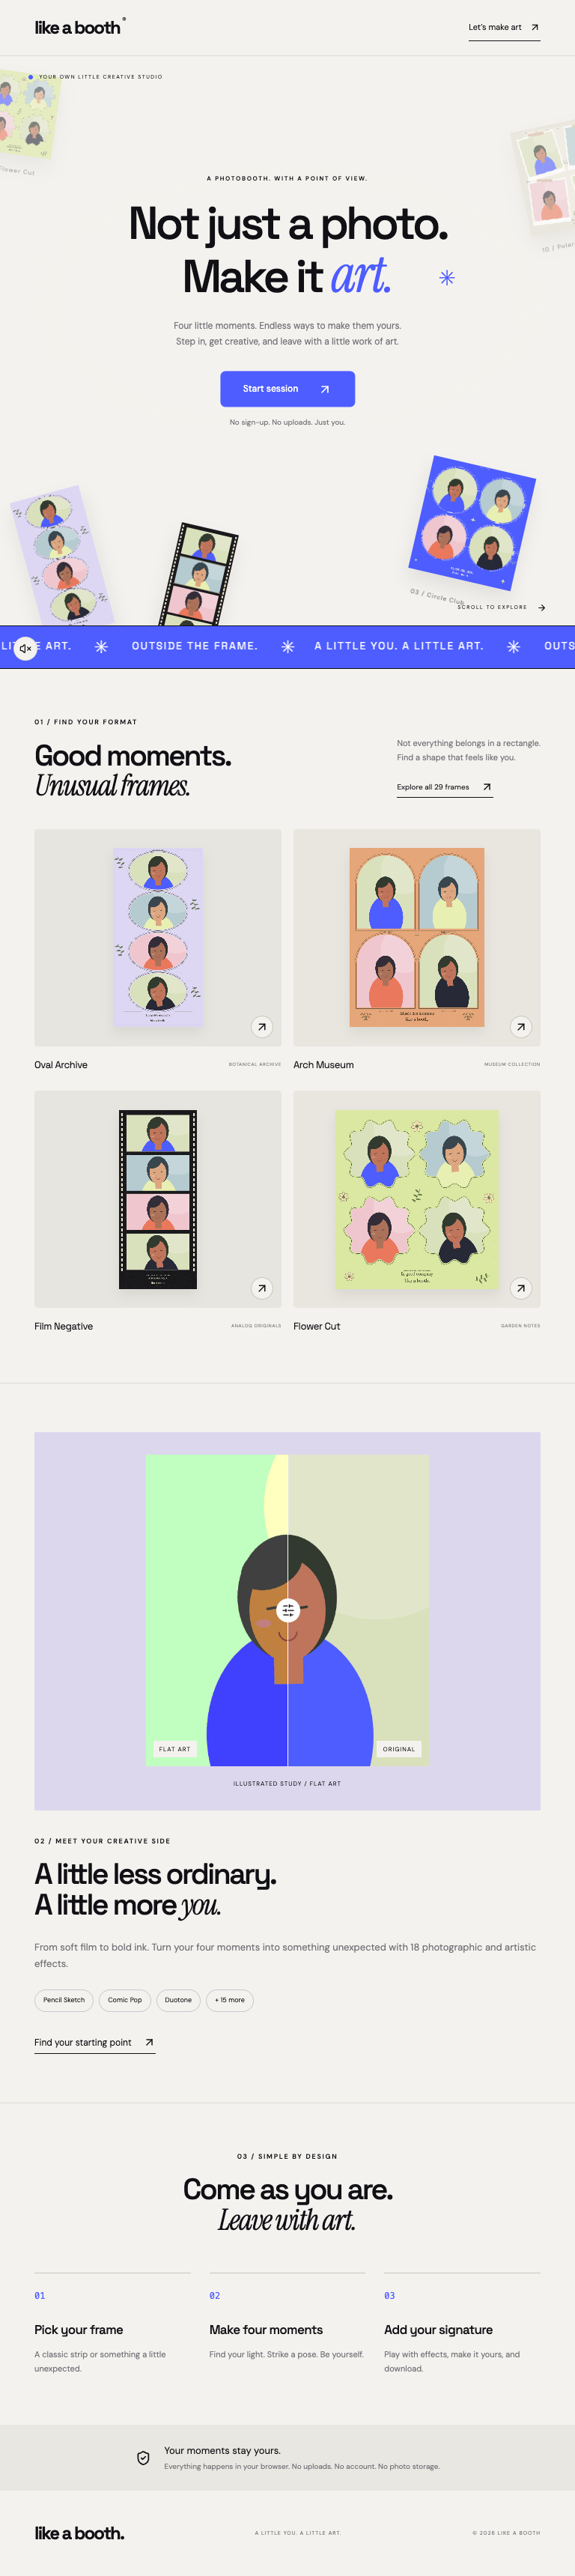 like a booth®
Let's make art
YOUR OWN LITTLE CREATIVE STUDIO
Flower Cut
A PHOTOBOOTH. WITH A POINT OF VIEW.
Not just a photo.
Make it art.
Four little moments. Endless ways to make them yours.
Step in, get creative, and leave with a little work of art.
Start session
No sign-up. No uploads. Just you.
03 / Circle Club
SCROLL TO EXPLORE
ART.
OUTSIDE THE FRAME.
A LITTLE YOU. A LITTLE ART.
OUTS
01 / FIND YOUR FORMAT
Good moments.
Unusual frames.
Not everything belongs in a rectangle.
Find a shape that feels like you.
Explore all 29 frames
Oval Archive
BOTANICAL ARCHIVE
Arch Museum
MUSEUM COLLECTION
Film Negative
ANALOG ORIGINALS
Flower Cut
GARDEN NOTES
FLAT ART
ORIGINAL
ILLUSTRATED STUDY / FLAT ART
02 / MEET YOUR CREATIVE SIDE
A little less ordinary.
A little more you.
From soft film to bold ink. Turn your four moments into something unexpected with 18 photographic and artistic
effects.
Pencil Sketch
Comic Pop
Duotone
+ 15 more
Find your starting point
03 / SIMPLE BY DESIGN
Come as you are.
Leave with art.
01
02
03
Pick your frame
Make four moments
Add your signature
A classic strip or something a little
unexpected.
Find your light. Strike a pose. Be yourself.
Play with effects, make it yours, and
download.
Your moments stay yours.
Everything happens in your browser. No uploads. No account. No photo storage.
like a booth.
A LITTLE YOU. A LITTLE ART.
© 2026 LIKE A BOOTH